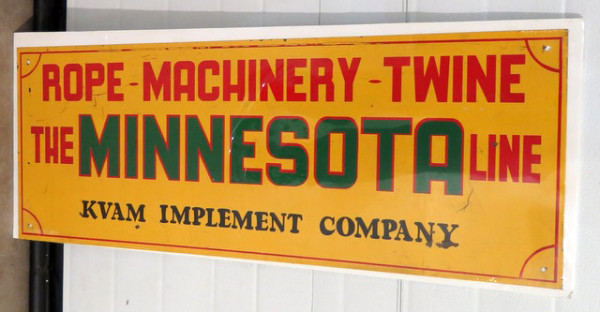 ROPE - MACHINERY - TWINE
THE MINNESOTA LINE
KVAM IMPLEMENT COMPANY